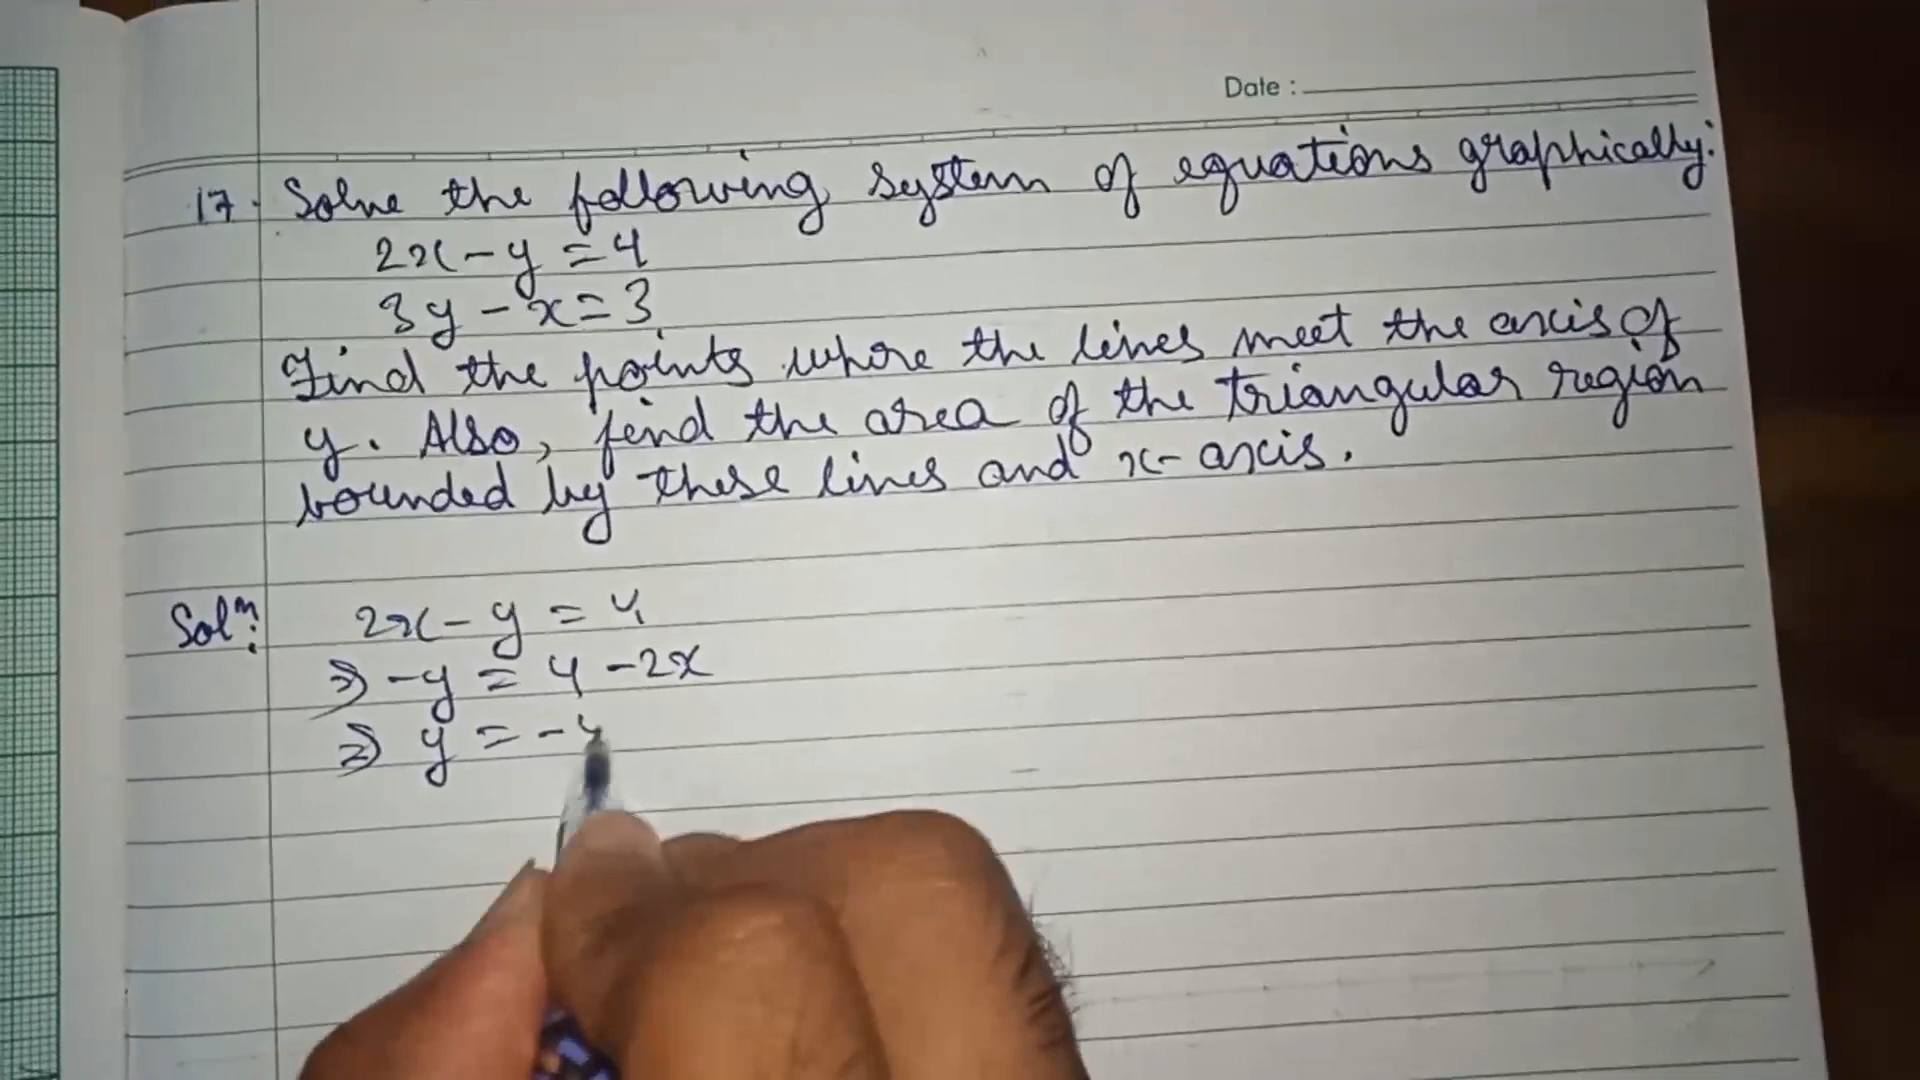 Date :
17. Solve the following system of equations graphically:
2x - y = 4
3y - x = 3
Find the points where the lines meet the axis of
y. Also, find the area of the triangular region
bounded by these lines and x-axis.
Solⁿ: 2x - y = 4
⇒ -y = 4 - 2x
⇒ y = -4